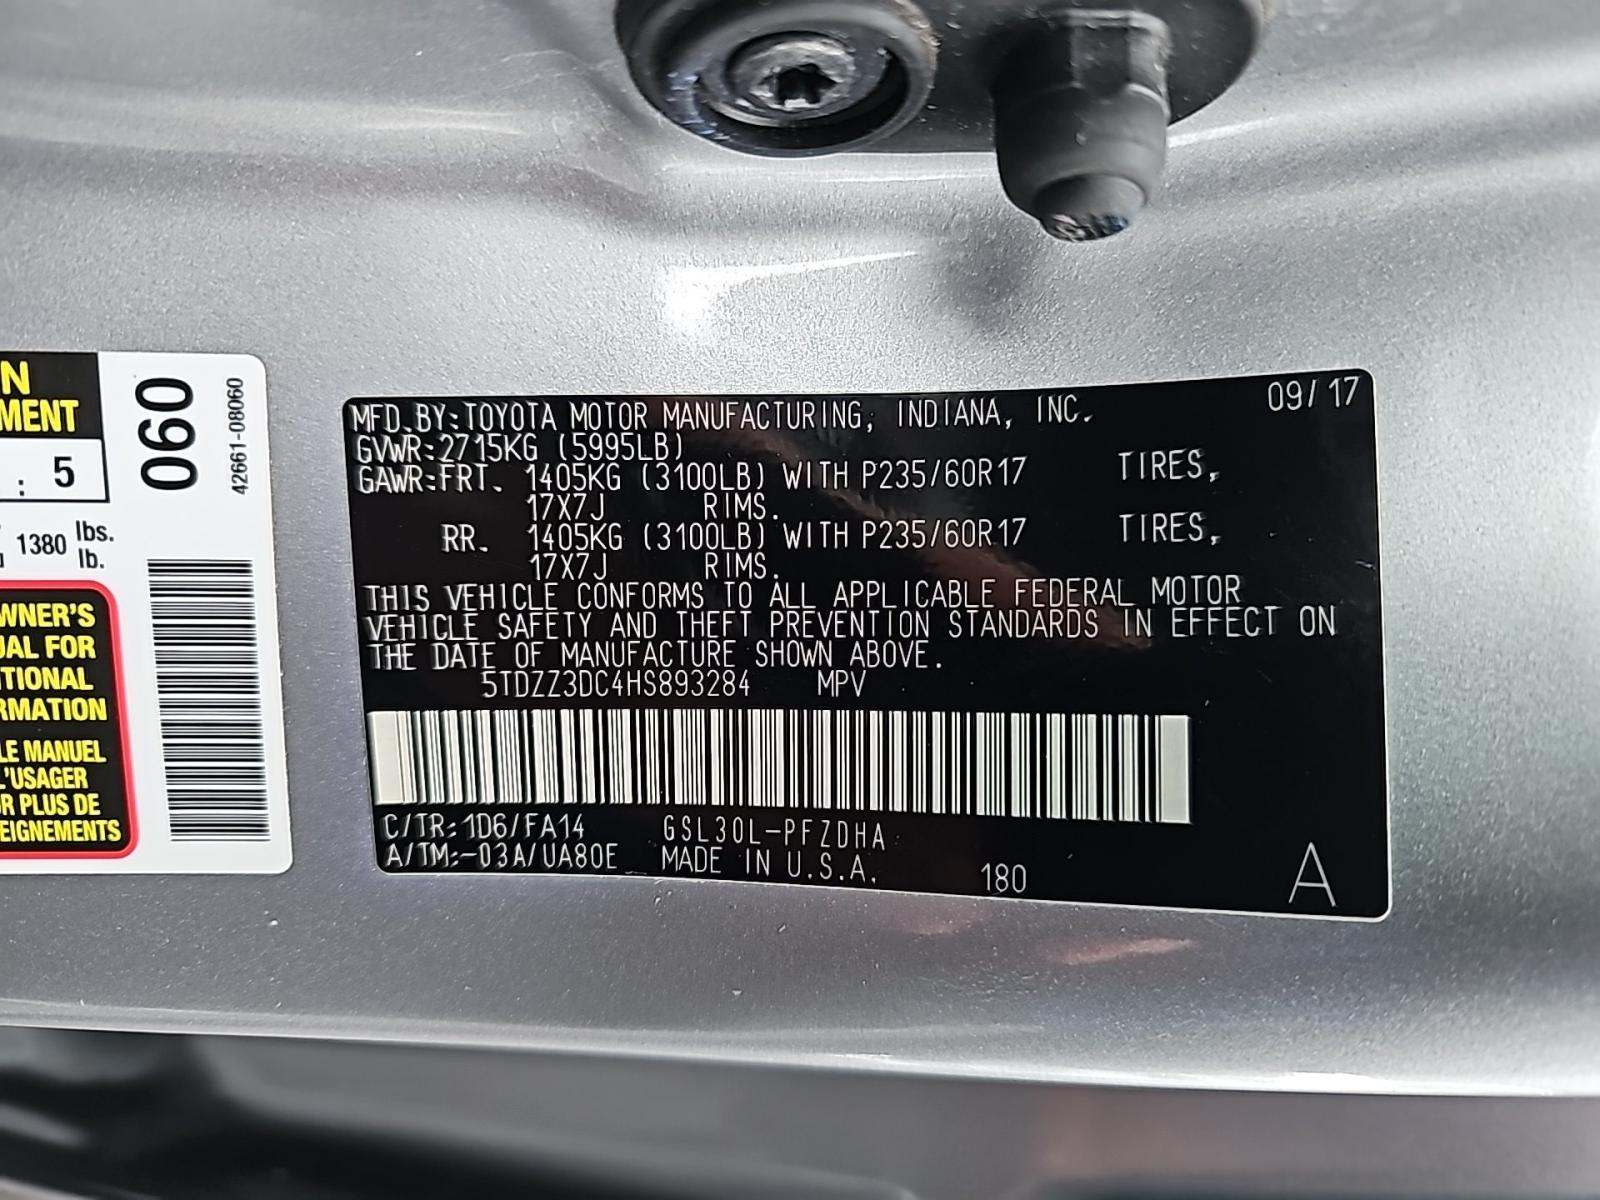 N
MENT
: 5
1380 lbs.
lb.
WNER'S
UAL FOR
ITIONAL
RMATION
LE MANUEL
L'USAGER
R PLUS DE
EIGNEMENTS
060
42661-08060
09/17
MFD.BY:TOYOTA MOTOR MANUFACTURING, INDIANA, INC.
GVWR:2715KG (5995LB)
GAWR:FRT. 1405KG (3100LB) WITH P235/60R17 TIRES,
17X7J RIMS.
RR. 1405KG (3100LB) WITH P235/60R17 TIRES,
17X7J RIMS.
THIS VEHICLE CONFORMS TO ALL APPLICABLE FEDERAL MOTOR
VEHICLE SAFETY AND THEFT PREVENTION STANDARDS IN EFFECT ON
THE DATE OF MANUFACTURE SHOWN ABOVE.
5TDZZ3DC4HS893284 MPV
C/TR:1D6/FA14 GSL30L-PFZDHA
A/TM:-03A/UA80E MADE IN U.S.A. 180 A